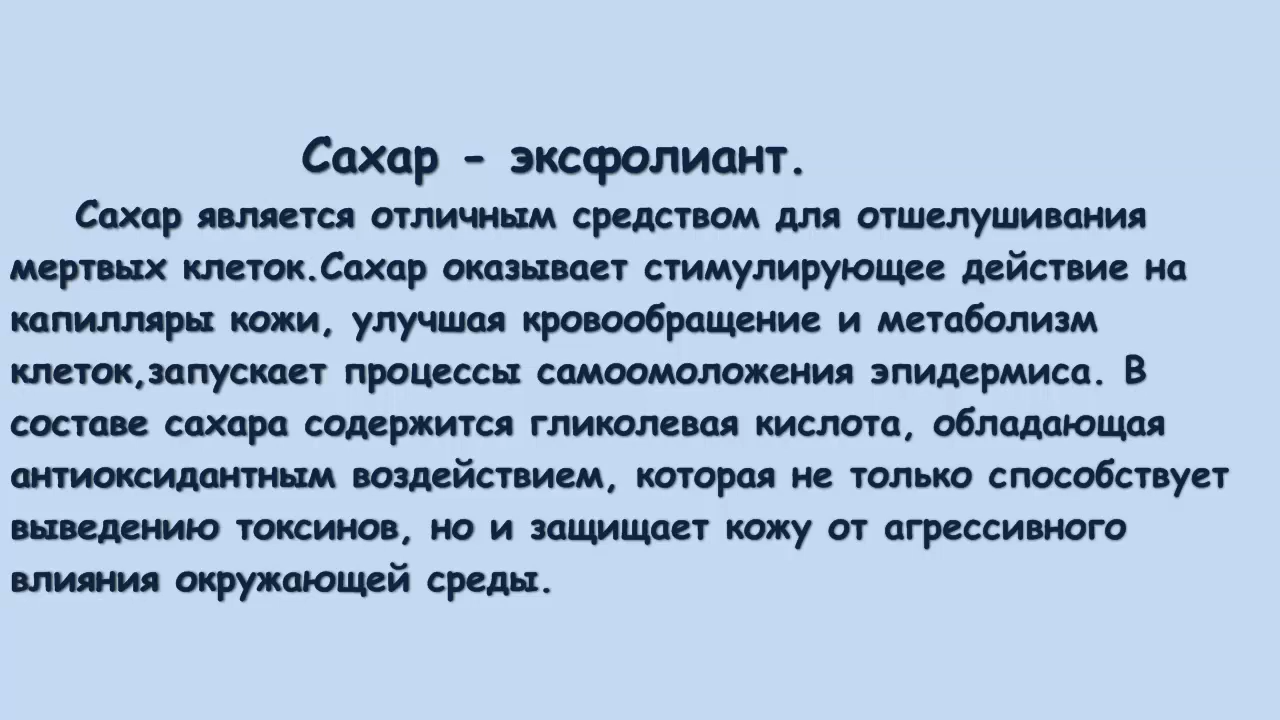 Сахар - эксфолиант.
Сахар является отличным средством для отшелушивания
мертвых клеток.Сахар оказывает стимулирующее действие на
капилляры кожи, улучшая кровообращение и метаболизм
клеток,запускает процессы самоомоложения эпидермиса. В
составе сахара содержится гликолевая кислота, обладающая
антиоксидантным воздействием, которая не только способствует
выведению токсинов, но и защищает кожу от агрессивного
влияния окружающей среды.